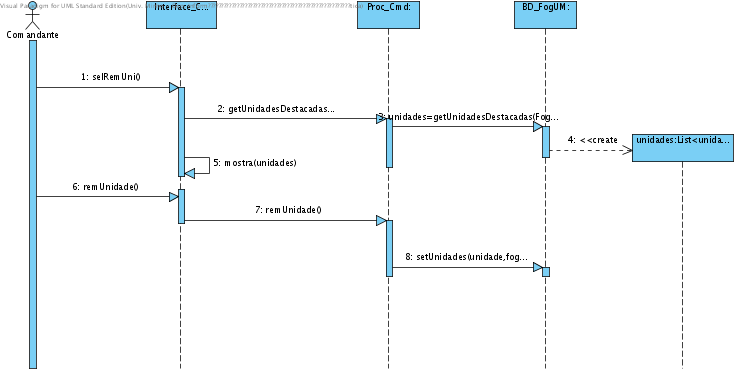 Visual Paradigm for UML Standard Edition(Univ.
Interface_C...
Proc_Cmd:
BD_FogUM:
Comandante
1: selRemUni()
2: getUnidadesDestacadas...
3: unidades=getUnidadesDestacadas(Fog...
4: <<create
unidades:List<unida...
5: mostra(unidades)
6: remUnidade()
7: remUnidade()
8: setUnidades(unidade,fog...